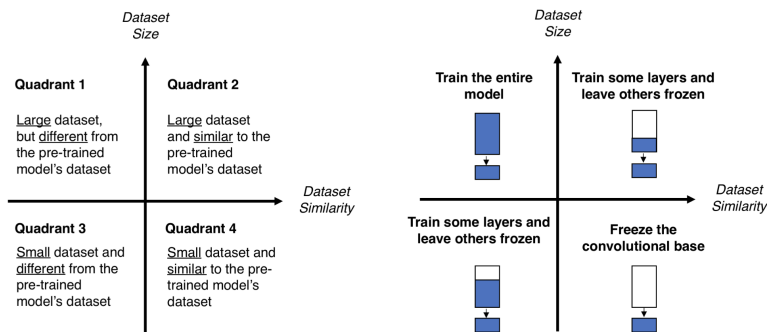 Dataset
Size
Quadrant 1
Large dataset,
but different from
the pre-trained
model's dataset
Quadrant 2
Large dataset
and similar to the
pre-trained
model's dataset
Dataset
Similarity
Quadrant 3
Small dataset and
different from the
pre-trained
model's dataset
Quadrant 4
Small dataset and
similar to the pre-
trained model's
dataset
Dataset
Size
Train the entire
model
Train some layers and
leave others frozen
Dataset
Similarity
Train some layers and
leave others frozen
Freeze the
convolutional base